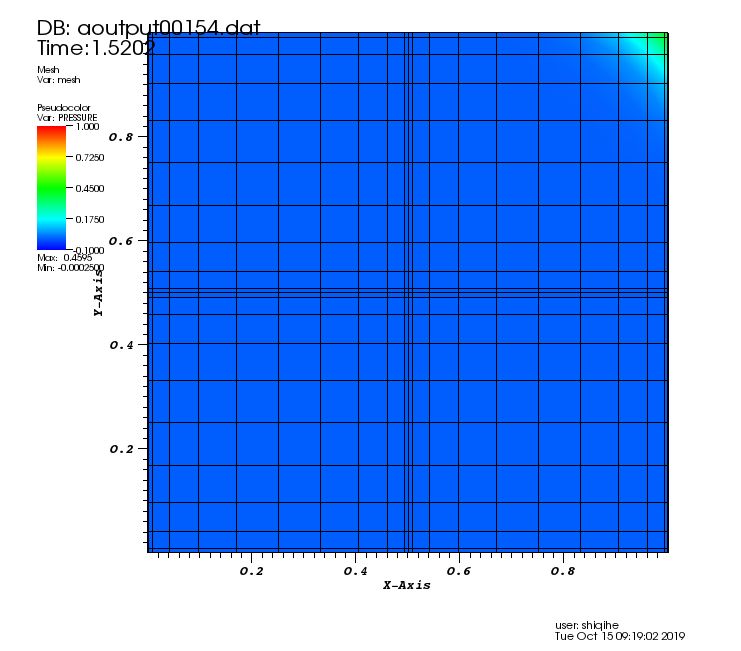 DB: aoutput00154.dat
Time:1.5202
Mesh
Var: mesh
Pseudocolor
Var: PRESSURE
1.000
0.7250
0.4500
0.1750
-0.1000
Max: 0.4595
Min: -0.0002500
0.8
0.6
0.4
0.2
Y-Axis
0.2
0.4
0.6
0.8
X-Axis
user: shiqihe
Tue Oct 15 09:19:02 2019